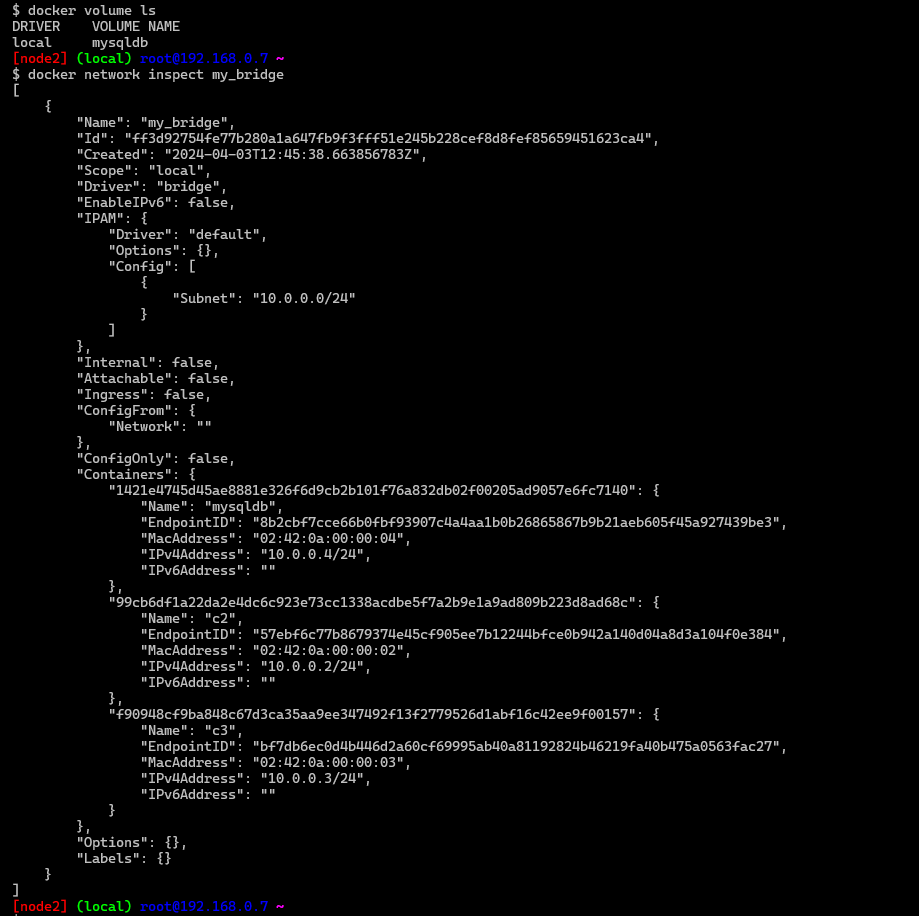 $ docker volume ls
DRIVER    VOLUME NAME
local     mysqldb
[node2] (local) root@192.168.0.7 ~
$ docker network inspect my_bridge
[
    {
        "Name": "my_bridge",
        "Id": "ff3d92754fe77b280a1a647fb9f3fff51e245b228cef8d8fef85659451623ca4",
        "Created": "2024-04-03T12:45:38.663856783Z",
        "Scope": "local",
        "Driver": "bridge",
        "EnableIPv6": false,
        "IPAM": {
            "Driver": "default",
            "Options": {},
            "Config": [
                {
                    "Subnet": "10.0.0.0/24"
                }
            ]
        },
        "Internal": false,
        "Attachable": false,
        "Ingress": false,
        "ConfigFrom": {
            "Network": ""
        },
        "ConfigOnly": false,
        "Containers": {
            "1421e4745d45ae8881e326f6d9cb2b101f76a832db02f00205ad9057e6fc7140": {
                "Name": "mysqldb",
                "EndpointID": "8b2cbf7cce66b0fbf93907c4a4aa1b0b26865867b9b21aeb605f45a927439be3",
                "MacAddress": "02:42:0a:00:00:04",
                "IPv4Address": "10.0.0.4/24",
                "IPv6Address": ""
            },
            "99cb6df1a22da2e4dc6c923e73cc1338acdbe5f7a2b9e1a9ad809b223d8ad68c": {
                "Name": "c2",
                "EndpointID": "57ebf6c77b8679374e45cf905ee7b12244bfce0b942a140d04a8d3a104f0e384",
                "MacAddress": "02:42:0a:00:00:02",
                "IPv4Address": "10.0.0.2/24",
                "IPv6Address": ""
            },
            "f90948cf9ba848c67d3ca35aa9ee347492f13f2779526d1abf16c42ee9f00157": {
                "Name": "c3",
                "EndpointID": "bf7db6ec0d4b446d2a60cf69995ab40a81192824b46219fa40b475a0563fac27",
                "MacAddress": "02:42:0a:00:00:03",
                "IPv4Address": "10.0.0.3/24",
                "IPv6Address": ""
            }
        },
        "Options": {},
        "Labels": {}
    }
]
[node2] (local) root@192.168.0.7 ~